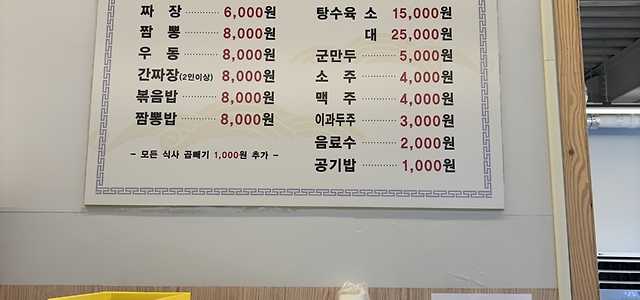 짜 장 ············ 6,000원
짬 뽕 ············ 8,000원
우 동 ············ 8,000원
간짜장(2인이상) 8,000원
볶음밥 ············ 8,000원
짬뽕밥 ············ 8,000원
- 모든 식사 곱빼기 1,000원 추가 -
탕수육 소 15,000원
대 25,000원
군만두 ············ 5,000원
소 주 ············ 4,000원
맥 주 ············ 4,000원
이과두주 ·········· 3,000원
음료수 ············ 2,000원
공기밥 ············ 1,000원